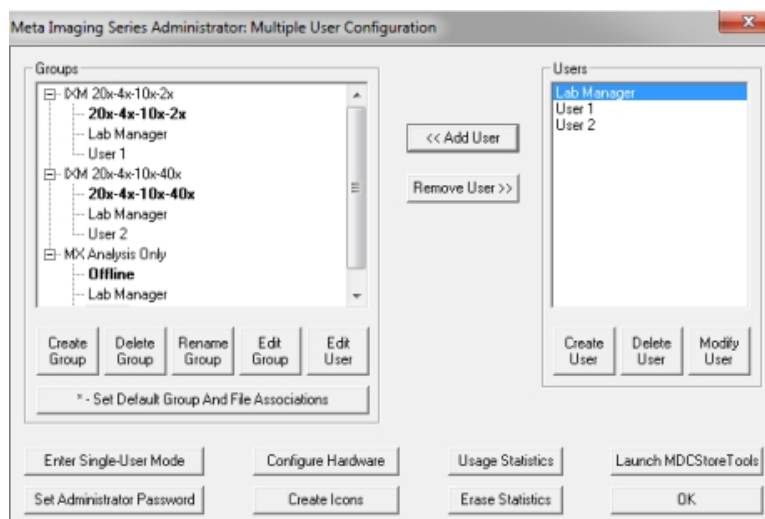 Meta Imaging Series Administrator: Multiple User Configuration
Groups
IXM 20x-4x-10x-2x
20x-4x-10x-2x
Lab Manager
User 1
IXM 20x-4x-10x-40x
20x-4x-10x-40x
Lab Manager
User 2
MX Analysis Only
Offline
Lab Manager
Create Group
Delete Group
Rename Group
Edit Group
Edit User
* - Set Default Group And File Associations
<< Add User
Remove User >>
Users
Lab Manager
User 1
User 2
Create User
Delete User
Modify User
Enter Single-User Mode
Configure Hardware
Usage Statistics
Launch MDCStoreTools
Set Administrator Password
Create Icons
Erase Statistics
OK